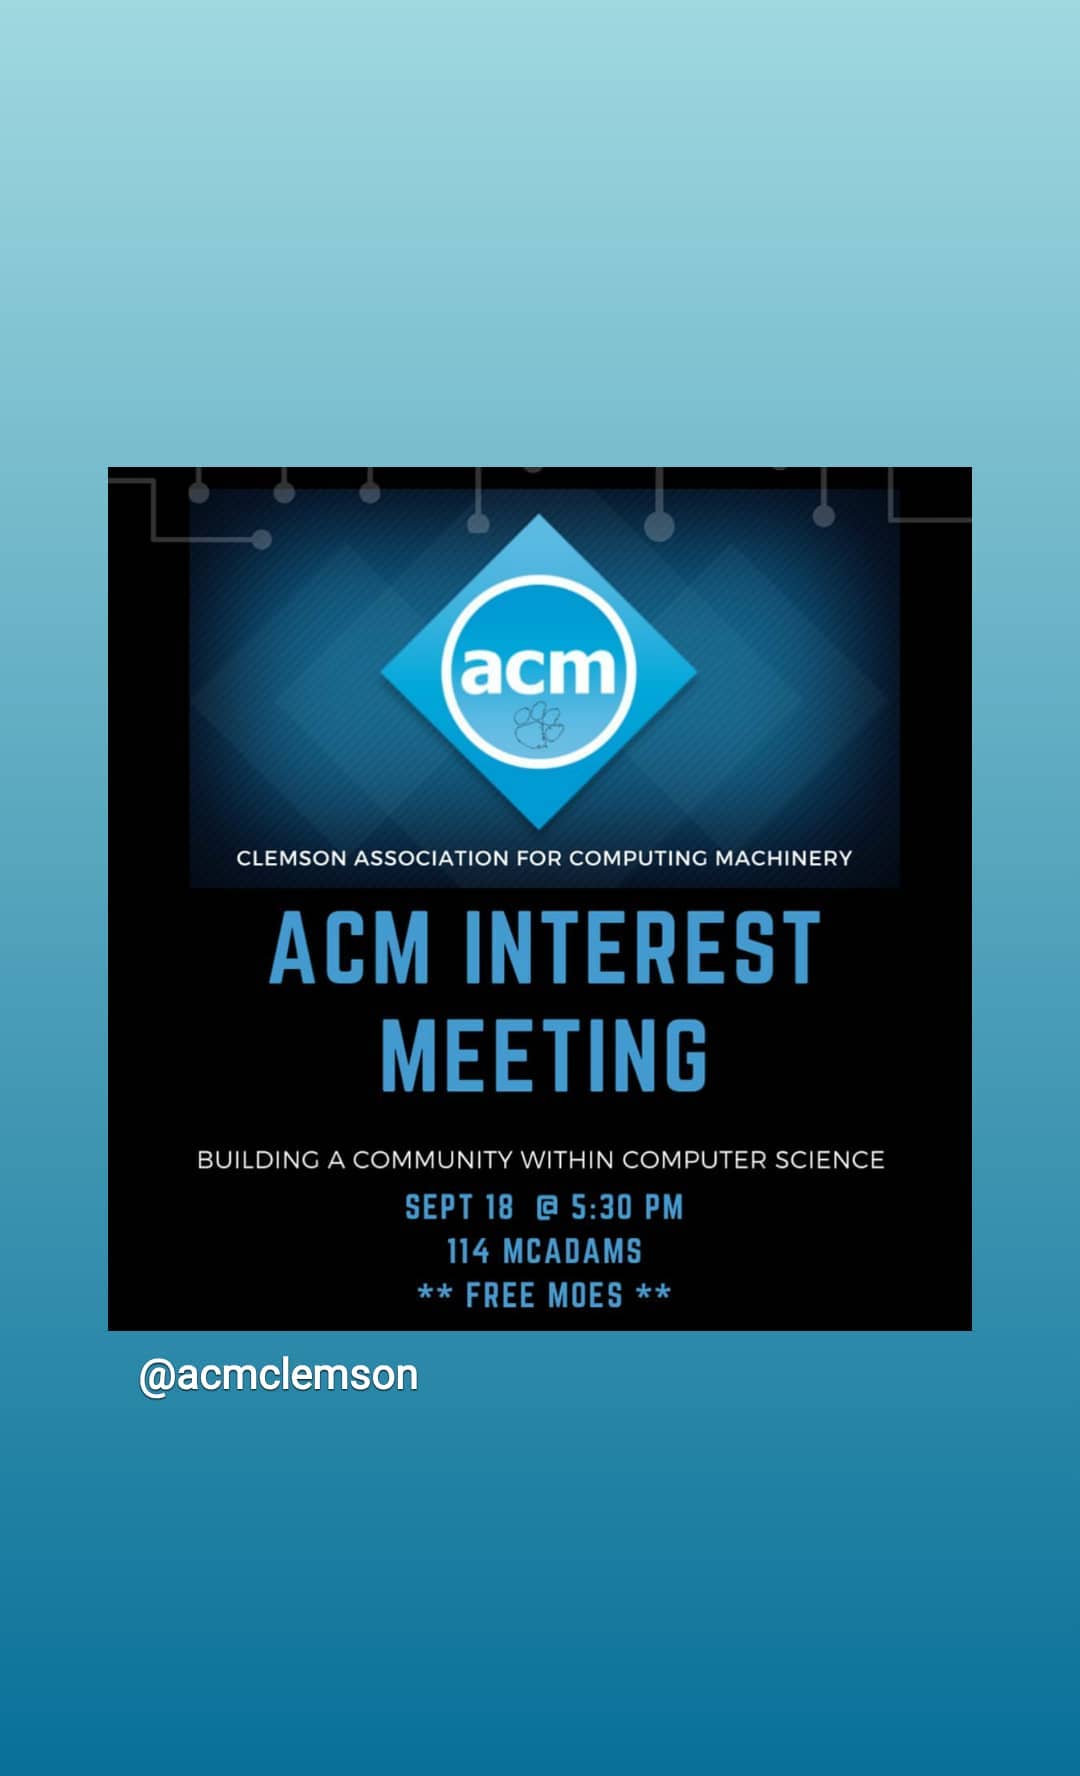 acm
CLEMSON ASSOCIATION FOR COMPUTING MACHINERY
ACM INTEREST
MEETING
BUILDING A COMMUNITY WITHIN COMPUTER SCIENCE
SEPT 18 @ 5:30 PM
114 MCADAMS
** FREE MOES **
@acmclemson